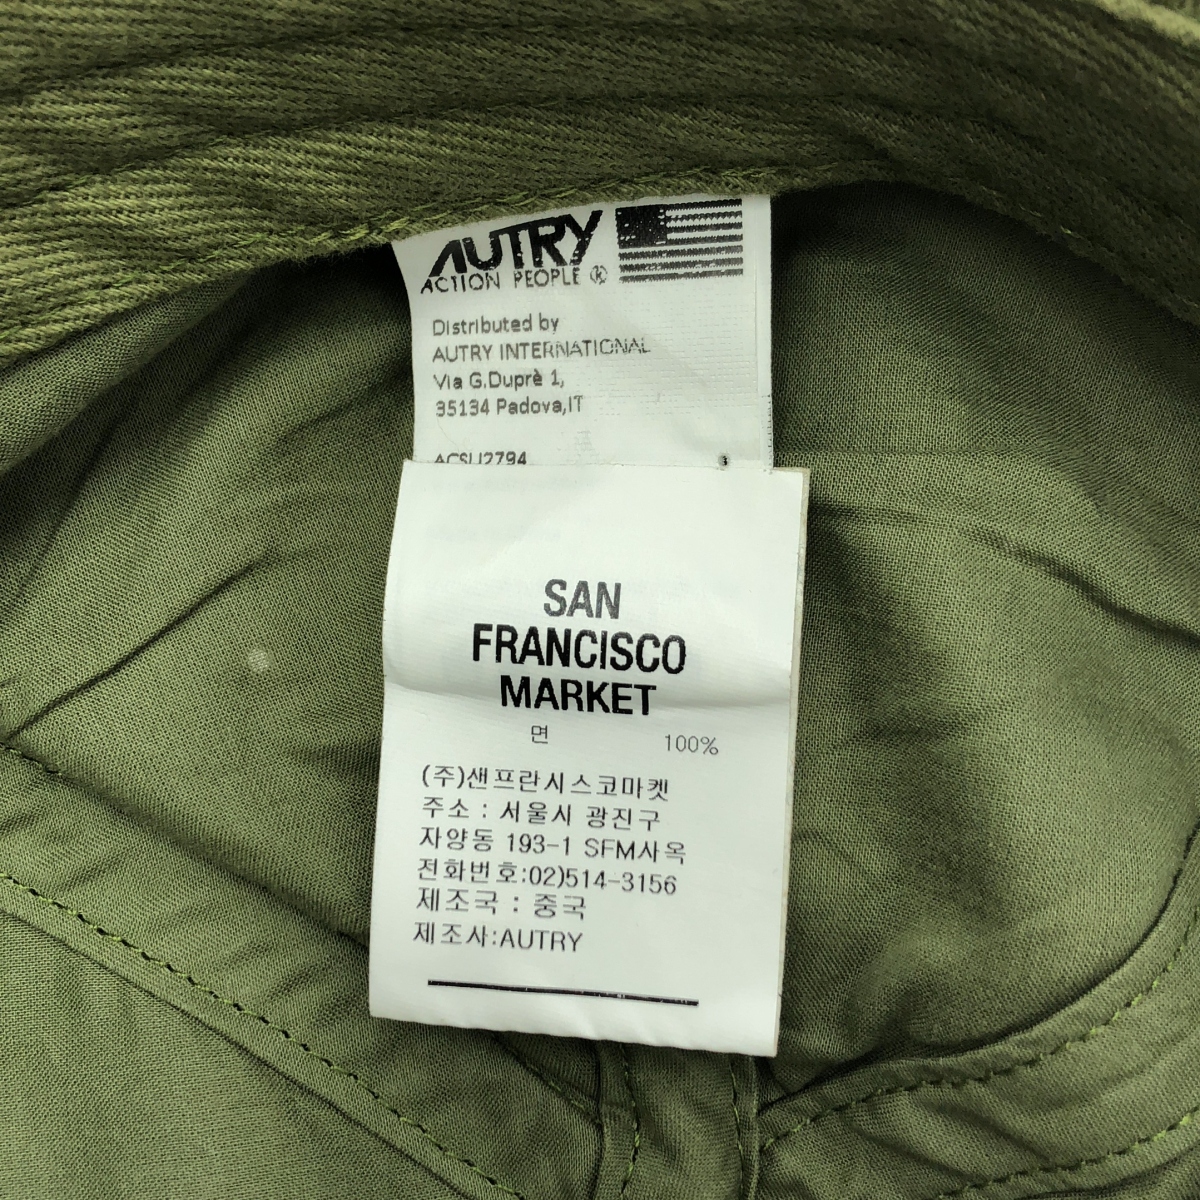 AUTRY
ACTION PEOPLE ®
Distributed by
AUTRY INTERNATIONAL
Via G.Duprè 1,
35134 Padova,IT
ACSU2794
SAN
FRANCISCO
MARKET
면 100%
(주)샌프란시스코마켓
주소 : 서울시 광진구
자양동 193-1 SFM사옥
전화번호:02)514-3156
제조국 : 중국
제조사:AUTRY